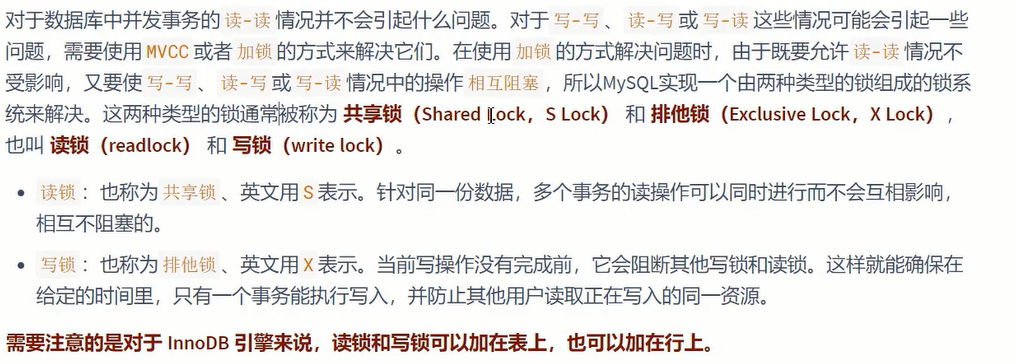 对于数据库中并发事务的 读-读 情况并不会引起什么问题。对于 写-写 、 读-写 或 写-读 这些情况可能会引起一些
问题，需要使用 MVCC 或者 加锁 的方式来解决它们。在使用 加锁 的方式解决问题时，由于既要允许 读-读 情况不
受影响，又要使 写-写 、 读-写 或 写-读 情况中的操作 相互阻塞 ，所以MySQL实现一个由两种类型的锁组成的锁系
统来解决。这两种类型的锁通常被称为 共享锁（Shared Lock，S Lock） 和 排他锁（Exclusive Lock，X Lock），
也叫 读锁（readlock） 和 写锁（write lock） 。
• 读锁 ：也称为 共享锁 、英文用 S 表示。针对同一份数据，多个事务的读操作可以同时进行而不会互相影响，
相互不阻塞的。
• 写锁 ：也称为 排他锁 、英文用 X 表示。当前写操作没有完成前，它会阻断其他写锁和读锁。这样就能确保在
给定的时间里，只有一个事务能执行写入，并防止其他用户读取正在写入的同一资源。
需要注意的是对于 InnoDB 引擎来说，读锁和写锁可以加在表上，也可以加在行上。